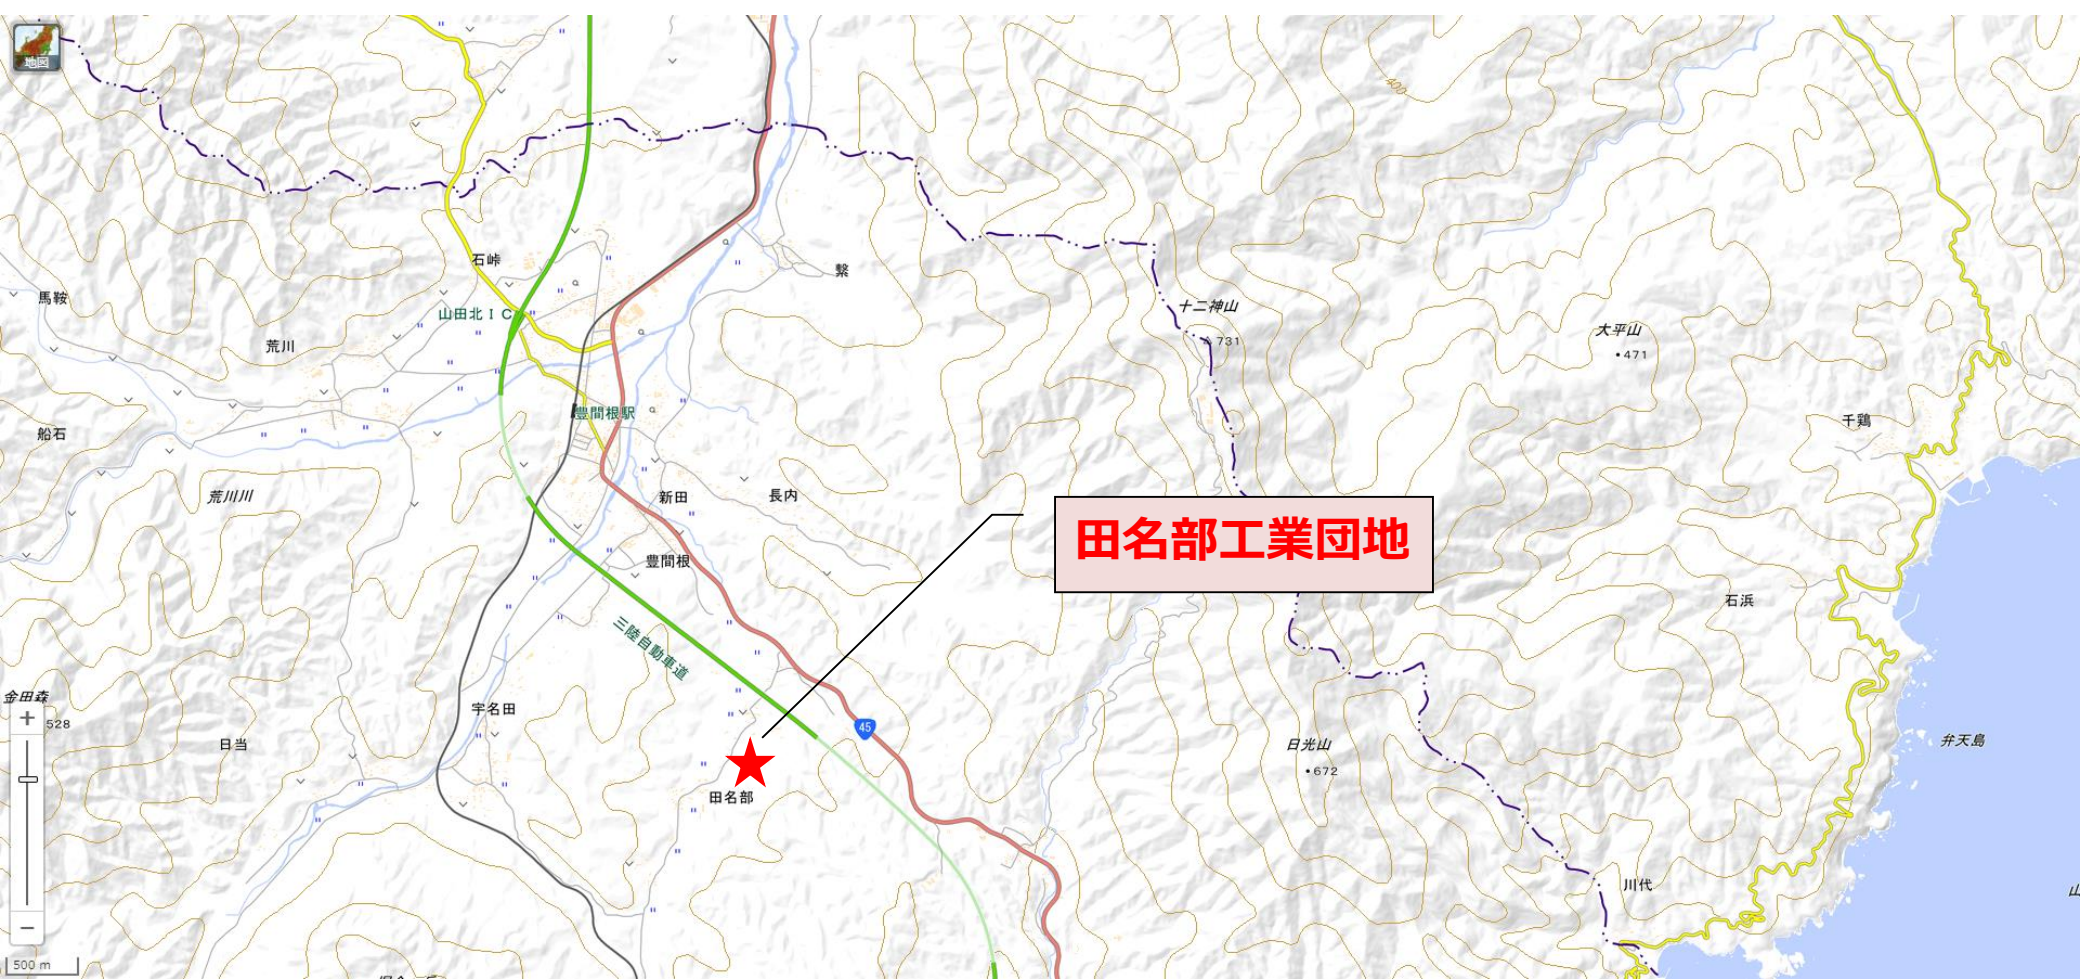 地図
400
石峠
繋
馬鞍
十二神山
山田北IC
大平山
731
荒川
471
豊間根駅
千鶏
船石
荒川川
新田
長内
田名部工業団地
豊間根
石浜
三陸自動車道
金田森
宇名田
+
528
45
日当
日光山
弁天島
672
田名部
川代
山
−
500 m